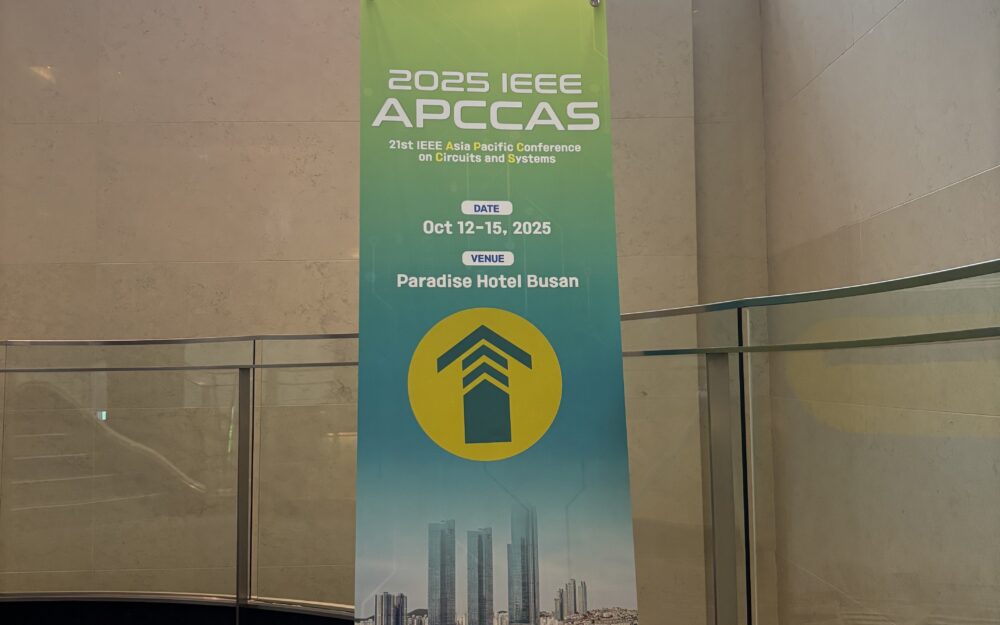 2025 IEEE
APCCAS
21st IEEE Asia Pacific Conference
on Circuits and Systems
DATE
Oct 12-15, 2025
VENUE
Paradise Hotel Busan